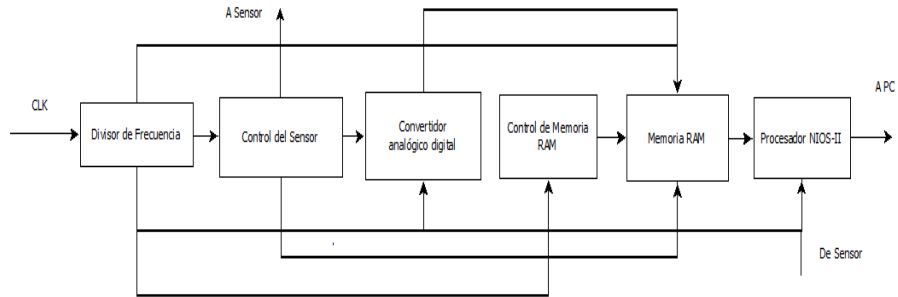 A Sensor
CLK
A PC
Divisor de Frecuencia
Control del Sensor
Convertidor
analógico digital
Control de Memoria
RAM
Memoria RAM
Procesador NIOS-II
De Sensor